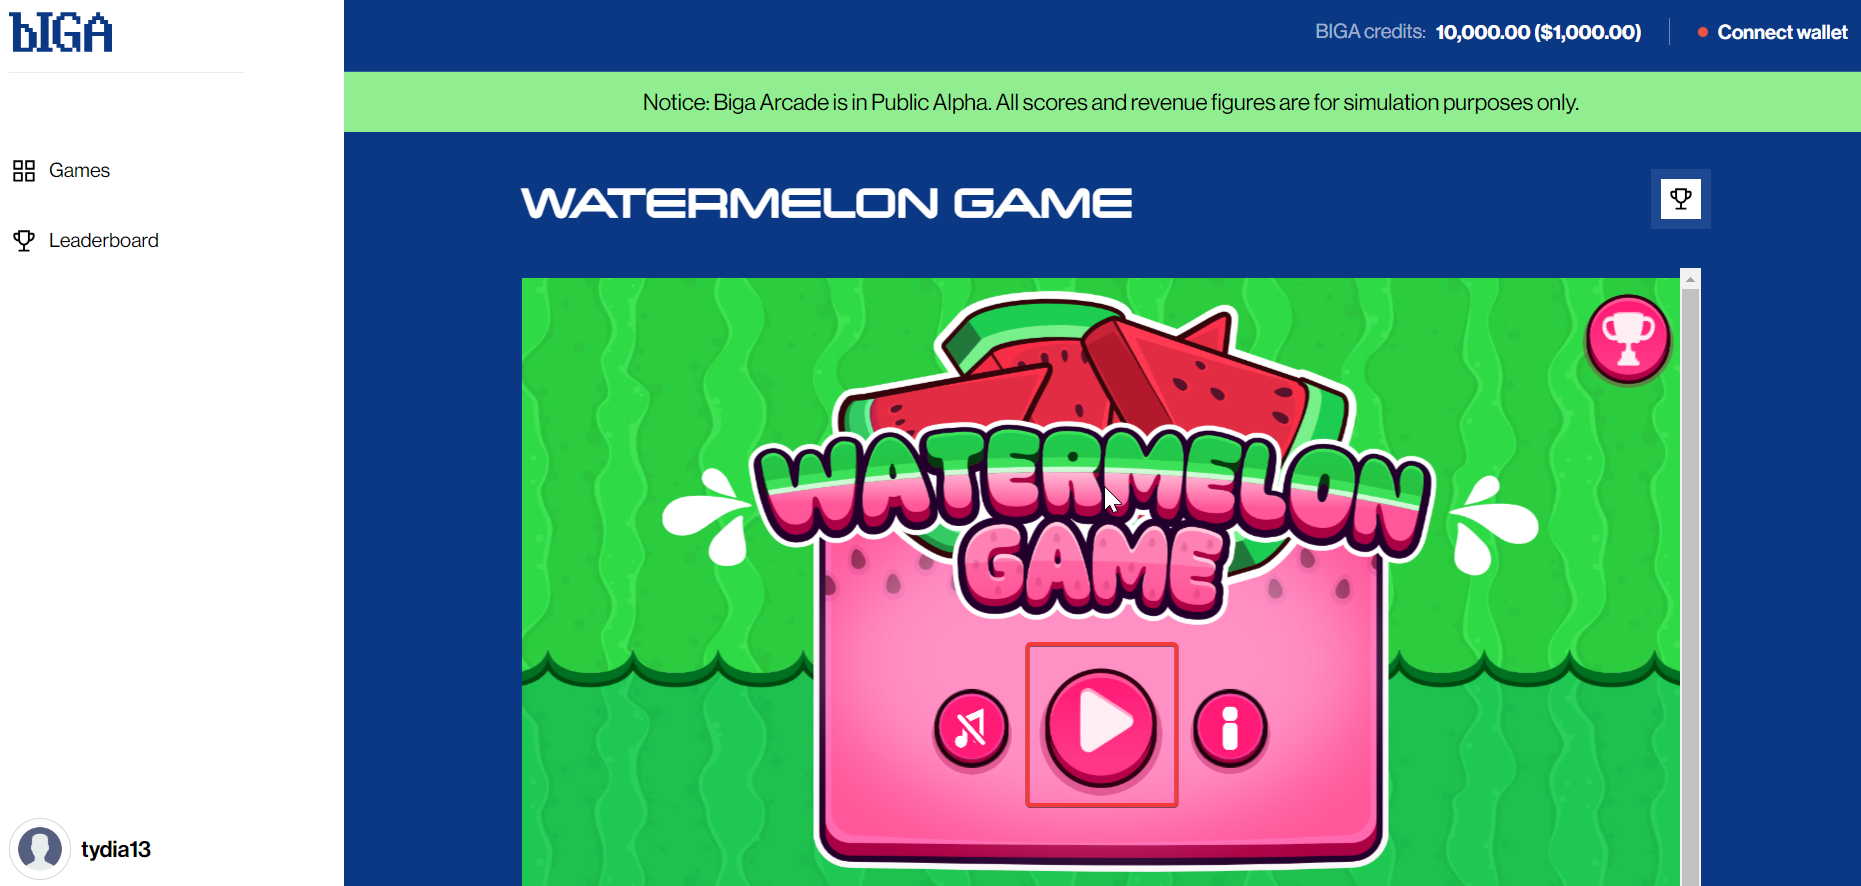 bIGA
BIGA credits: 10,000.00 ($1,000.00)
Connect wallet
Notice: Biga Arcade is in Public Alpha. All scores and revenue figures are for simulation purposes only.
Games
Leaderboard
WATERMELON GAME
WATERMELON
GAME
tydia13